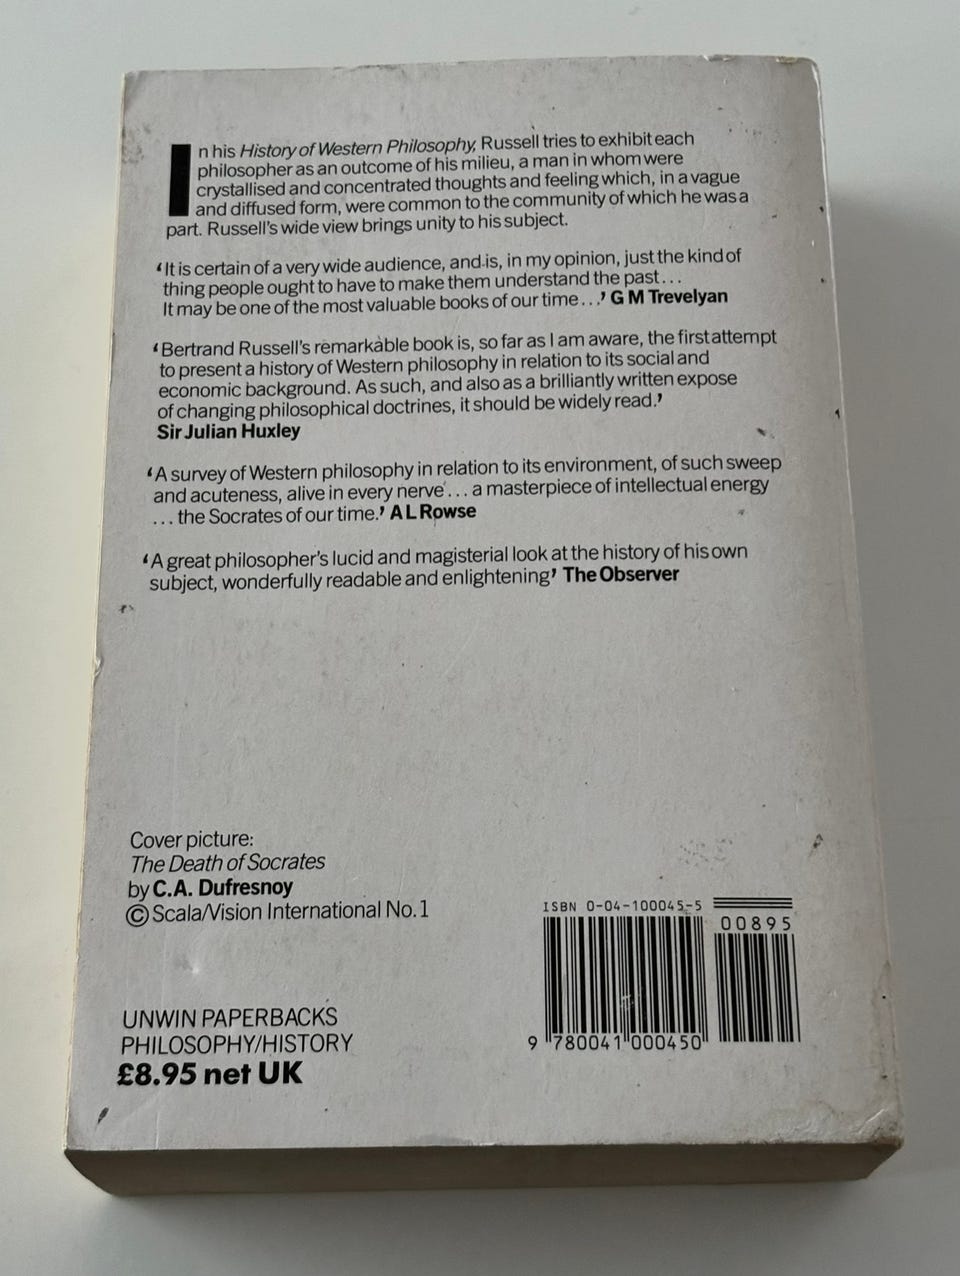 In his History of Western Philosophy, Russell tries to exhibit each
philosopher as an outcome of his milieu, a man in whom were
crystallised and concentrated thoughts and feeling which, in a vague
and diffused form, were common to the community of which he was a
part. Russell's wide view brings unity to his subject.
‘It is certain of a very wide audience, and is, in my opinion, just the kind of
thing people ought to have to make them understand the past...
It may be one of the most valuable books of our time...’ G M Trevelyan
‘Bertrand Russell's remarkable book is, so far as I am aware, the first attempt
to present a history of Western philosophy in relation to its social and
economic background. As such, and also as a brilliantly written expose
of changing philosophical doctrines, it should be widely read.’
Sir Julian Huxley
‘A survey of Western philosophy in relation to its environment, of such sweep
and acuteness, alive in every nerve... a masterpiece of intellectual energy
... the Socrates of our time.’ A L Rowse
‘A great philosopher's lucid and magisterial look at the history of his own
subject, wonderfully readable and enlightening’ The Observer
Cover picture:
The Death of Socrates
by C.A. Dufresnoy
© Scala/Vision International No. 1
UNWIN PAPERBACKS
PHILOSOPHY/HISTORY
£8.95 net UK
ISBN 0-04-100045-5
00895
9 780041 000450